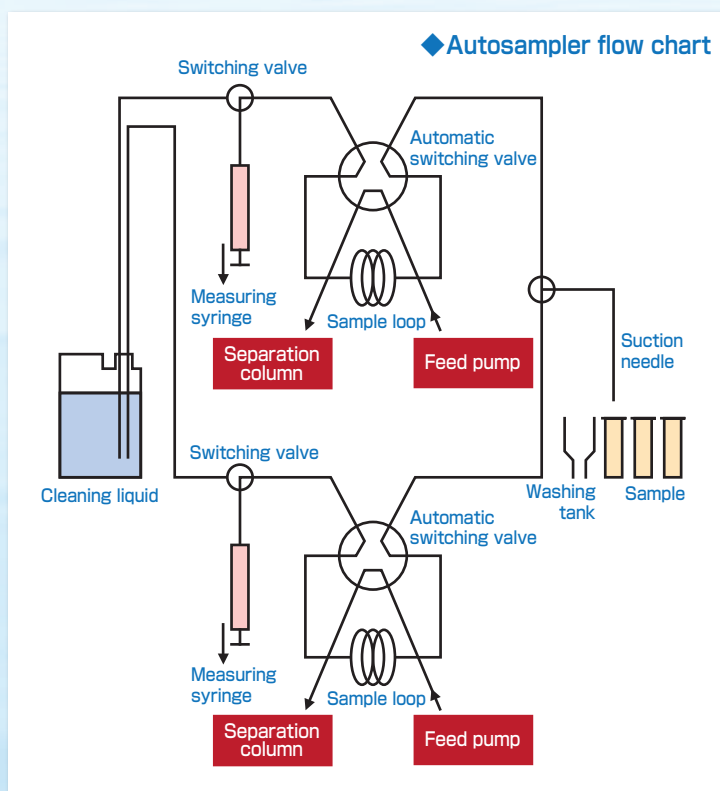 ◆Autosampler flow chart
Switching valve
Automatic
switching valve
Measuring
syringe
Sample loop
Separation
column
Feed pump
Suction
needle
Cleaning liquid
Washing
tank
Sample
Switching valve
Automatic
switching valve
Measuring
syringe
Sample loop
Separation
column
Feed pump